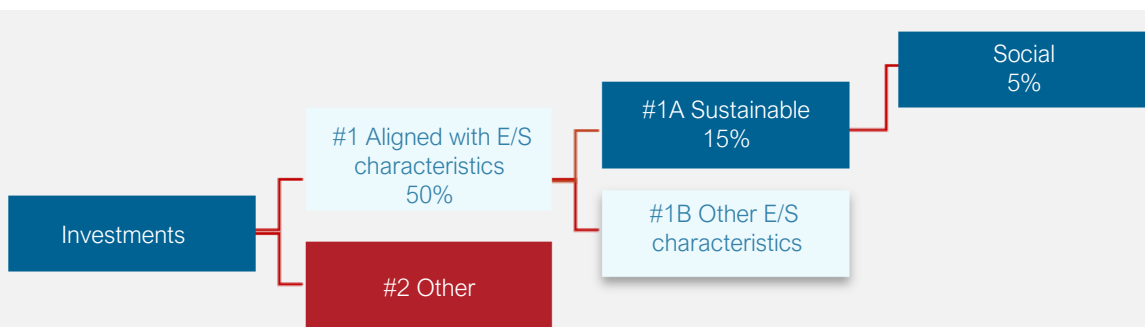 Investments
#1 Aligned with E/S
characteristics
50%
#2 Other
#1A Sustainable
15%
#1B Other E/S
characteristics
Social
5%